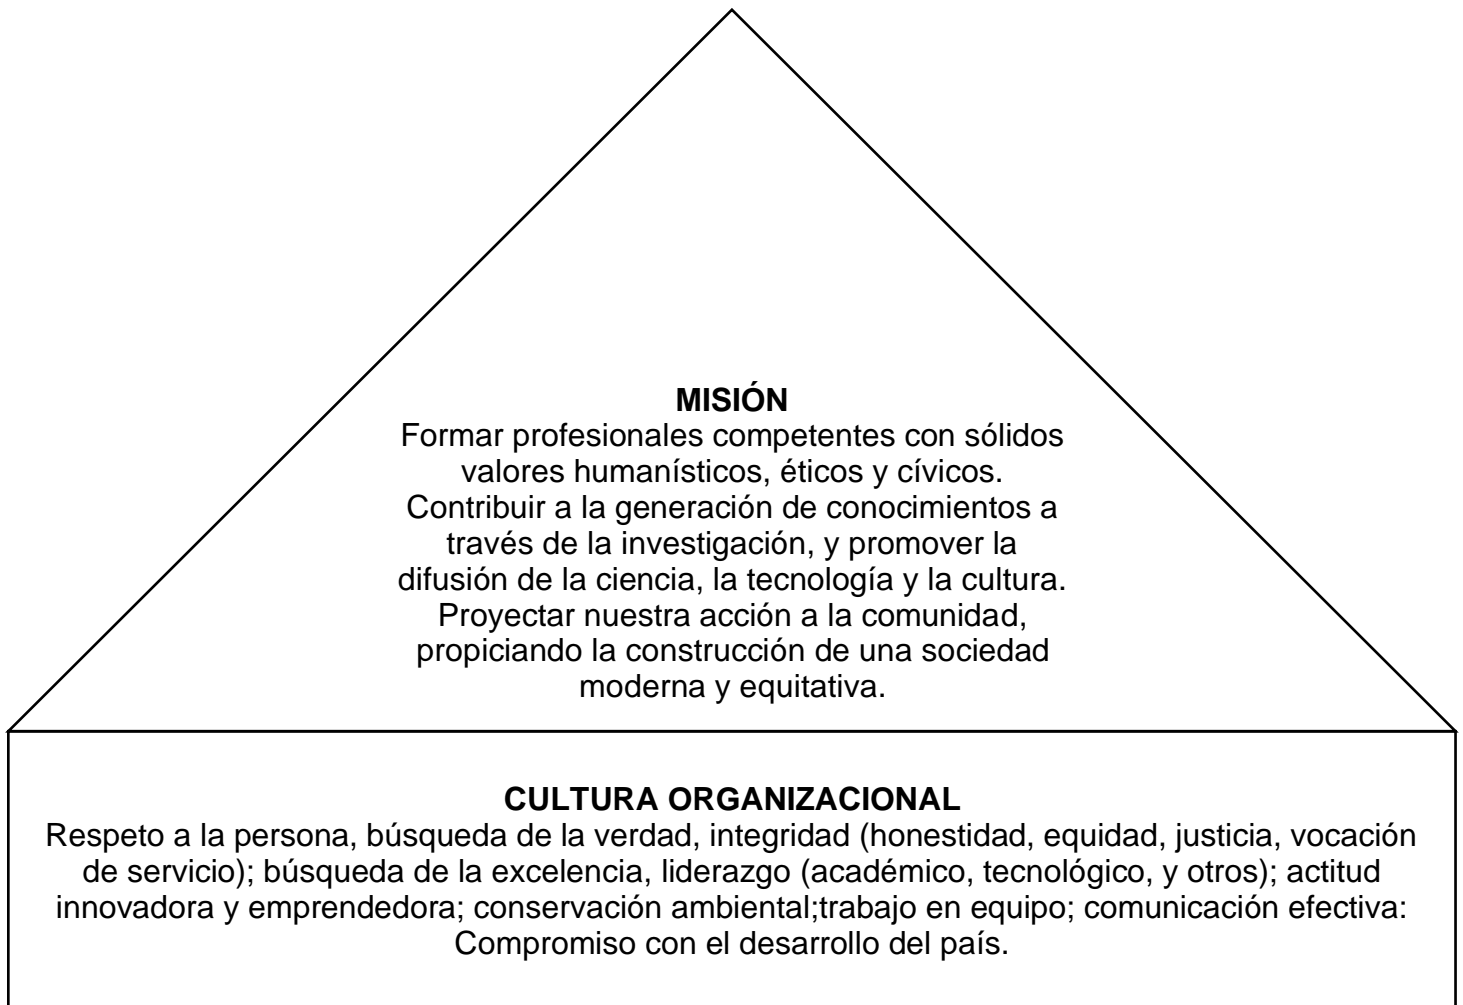 MISIÓN
Formar profesionales competentes con sólidos
valores humanísticos, éticos y cívicos.
Contribuir a la generación de conocimientos a
través de la investigación, y promover la
difusión de la ciencia, la tecnología y la cultura.
Proyectar nuestra acción a la comunidad,
propiciando la construcción de una sociedad
moderna y equitativa.
CULTURA ORGANIZACIONAL
Respeto a la persona, búsqueda de la verdad, integridad (honestidad, equidad, justicia, vocación
de servicio); búsqueda de la excelencia, liderazgo (académico, tecnológico, y otros); actitud
innovadora y emprendedora; conservación ambiental;trabajo en equipo; comunicación efectiva:
Compromiso con el desarrollo del país.